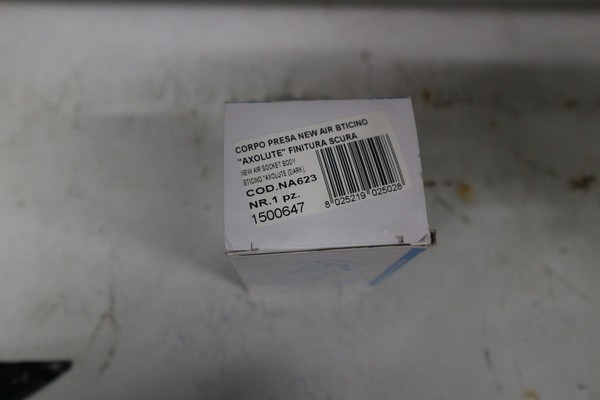 CORPO PRESA NEW AIR BTICINO
"AXOLUTE" FINITURA SCURA
NEW AIR SOCKET BODY
BTICINO "AXOLUTE (DARK)
COD.NA623
NR.1 pz.
1500647
8 025219 025028